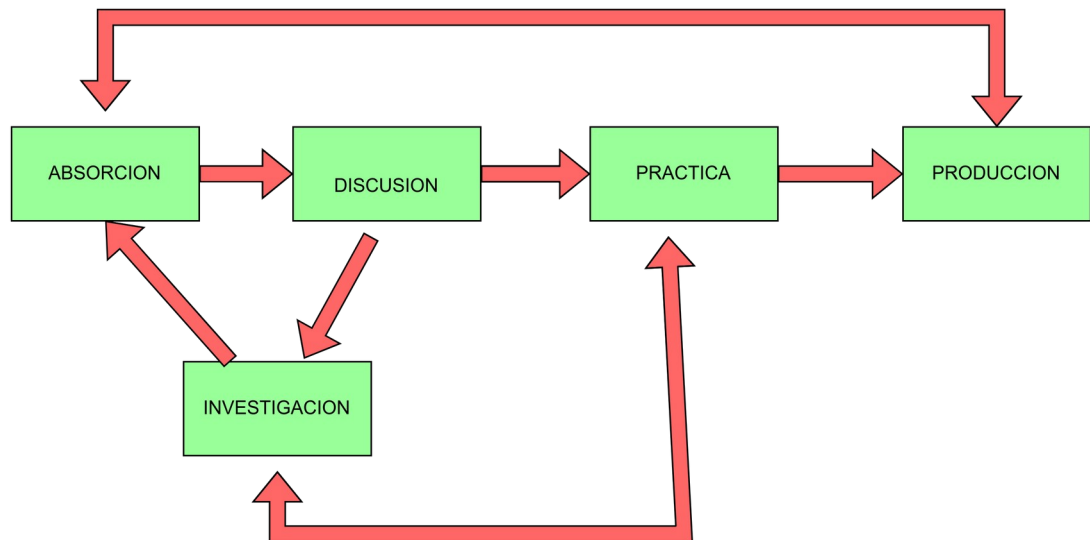 ABSORCION
DISCUSION
PRACTICA
PRODUCCION
INVESTIGACION